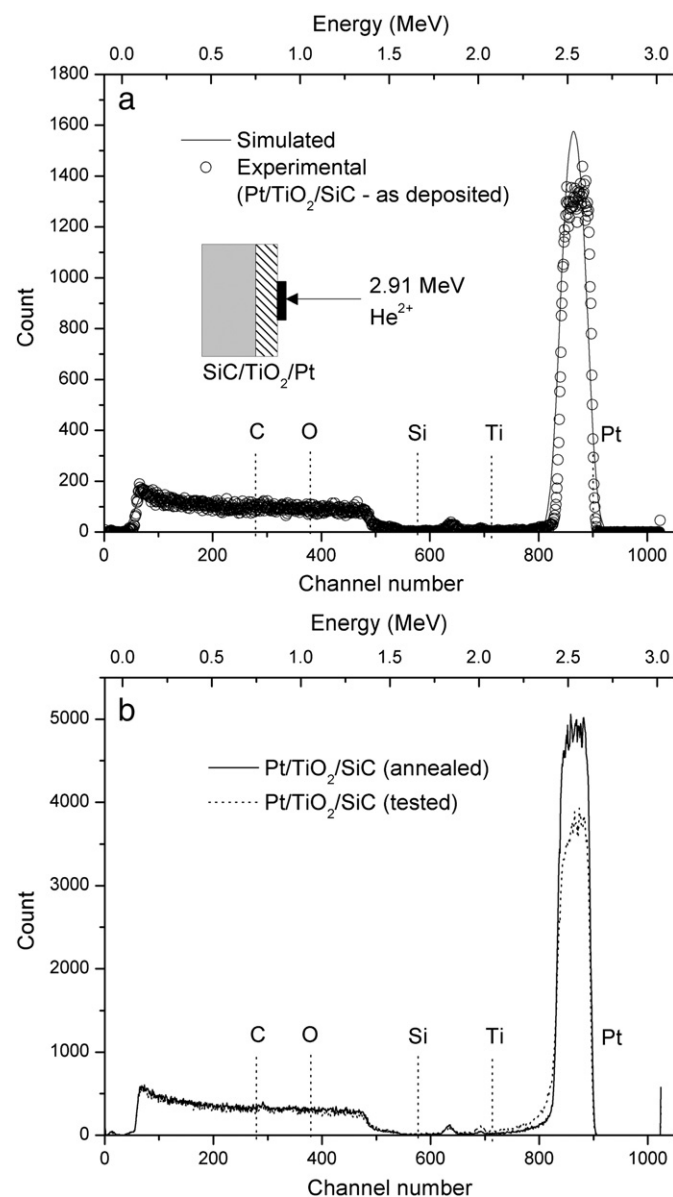 Energy (MeV)
0.0 0.5 1.0 1.5 2.0 2.5 3.0
1800
1600
1400
1200
1000
800
600
400
200
0
Count
a
Simulated
Experimental
(Pt/TiO₂/SiC - as deposited)
2.91 MeV
He²⁺
SiC/TiO₂/Pt
C O Si Ti Pt
0 200 400 600 800 1000
Channel number
Energy (MeV)
0.0 0.5 1.0 1.5 2.0 2.5 3.0
5000
4000
3000
2000
1000
0
Count
b
Pt/TiO₂/SiC (annealed)
Pt/TiO₂/SiC (tested)
C O Si Ti Pt
0 200 400 600 800 1000
Channel number